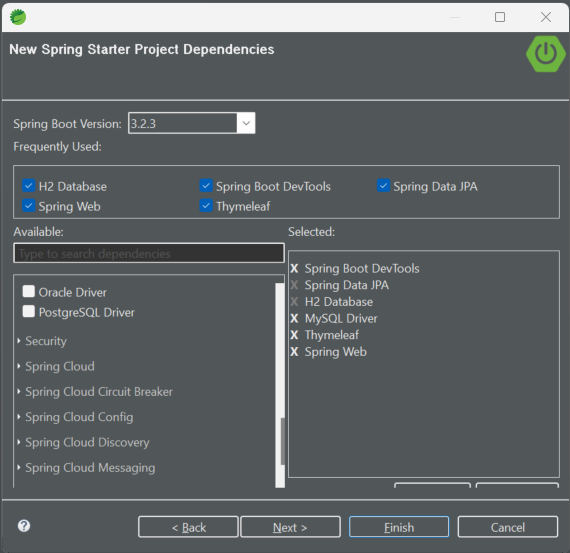 New Spring Starter Project Dependencies
Spring Boot Version: 3.2.3
Frequently Used:
H2 Database Spring Boot DevTools Spring Data JPA
Spring Web Thymeleaf
Available:
Type to search dependencies
Oracle Driver
PostgreSQL Driver
Security
Spring Cloud
Spring Cloud Circuit Breaker
Spring Cloud Config
Spring Cloud Discovery
Spring Cloud Messaging
Selected:
X Spring Boot DevTools
X Spring Data JPA
X H2 Database
X MySQL Driver
X Thymeleaf
X Spring Web
? < Back Next > Finish Cancel